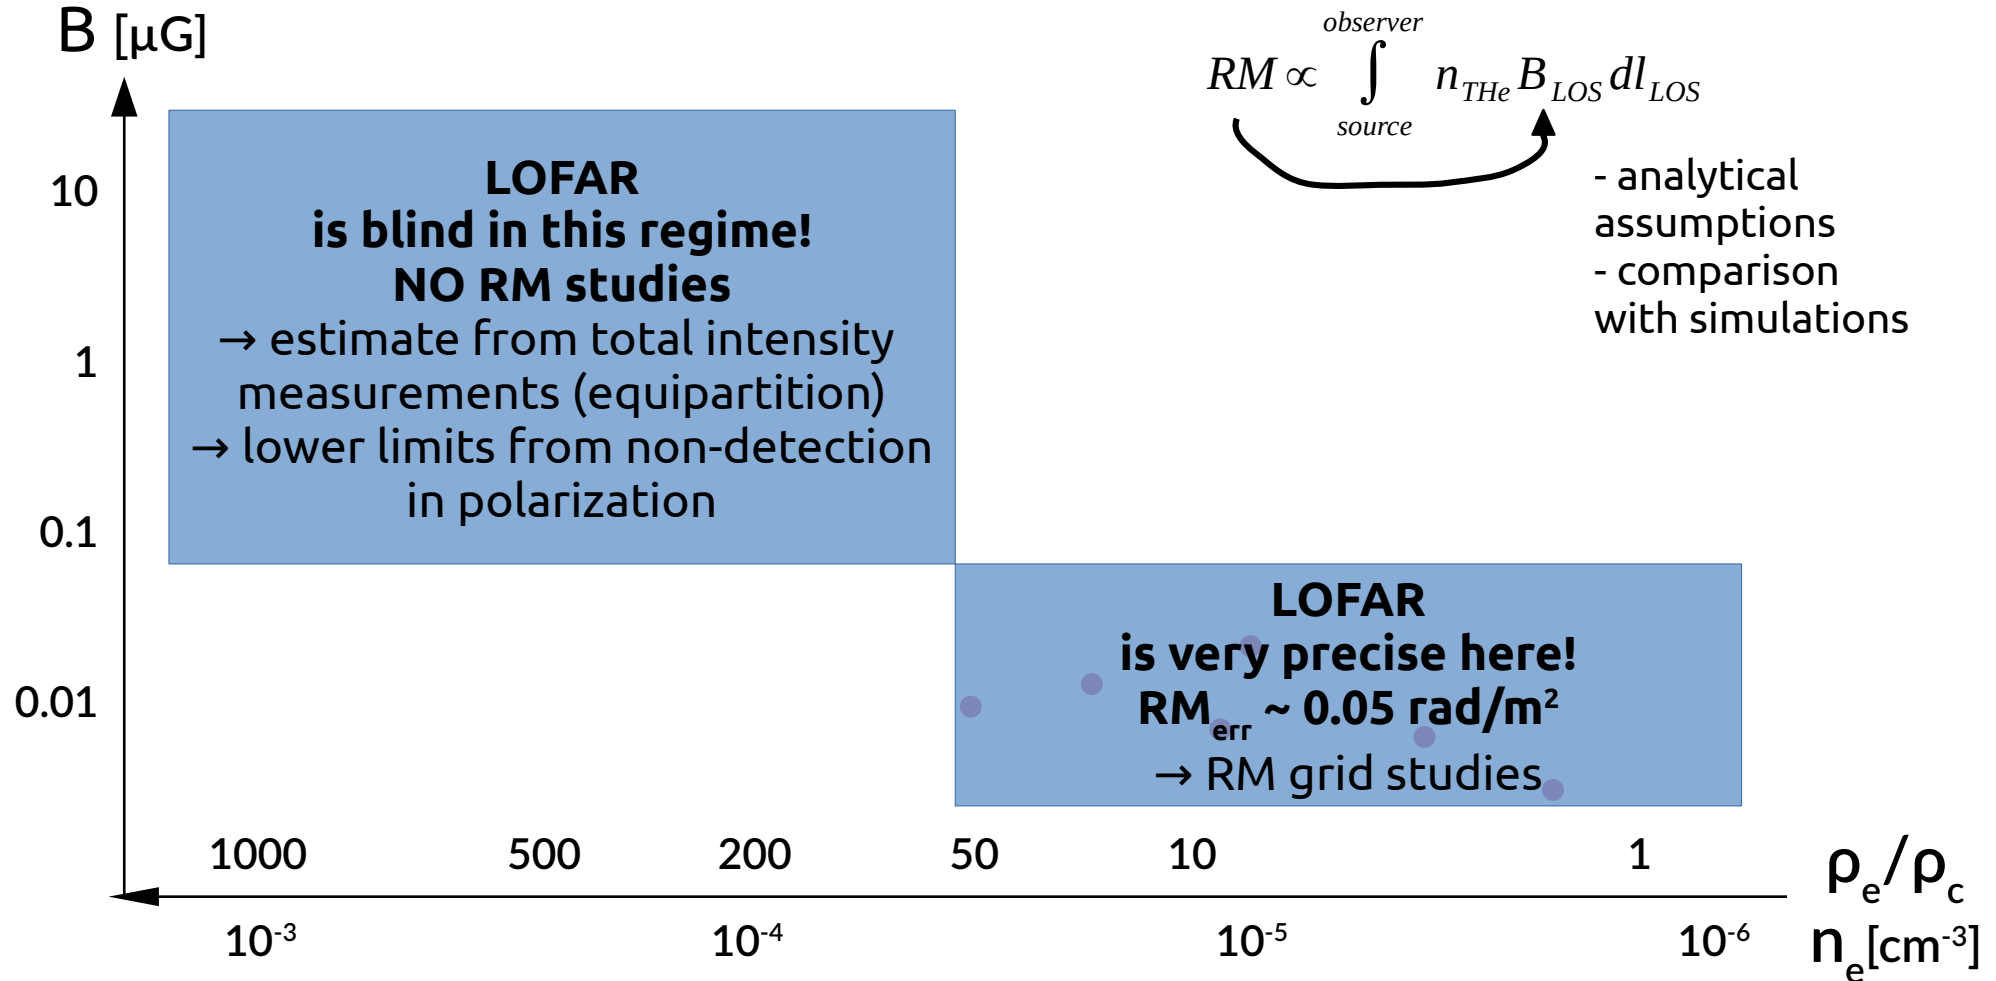 B [μG]
observer
RM ∝ ∫ n_THe B_LOS dl_LOS
source
- analytical
assumptions
- comparison
with simulations
10
1
0.1
0.01
LOFAR
is blind in this regime!
NO RM studies
→ estimate from total intensity
measurements (equipartition)
→ lower limits from non-detection
in polarization
LOFAR
is very precise here!
RM_err ~ 0.05 rad/m²
→ RM grid studies
1000 500 200 50 10 1 ρ_e/ρ_c
10⁻³ 10⁻⁴ 10⁻⁵ 10⁻⁶ n_e[cm⁻³]